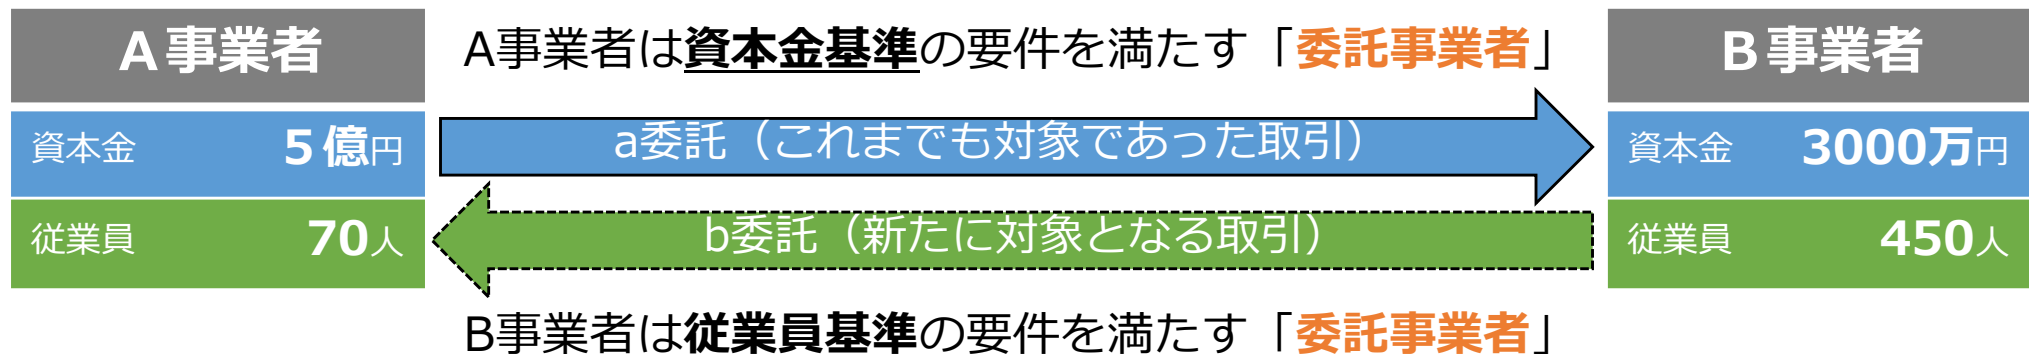 A事業者
A事業者は資本金基準の要件を満たす「委託事業者」
B事業者
資本金 5億円
a委託（これまでも対象であった取引）
資本金 3000万円
従業員 70人
b委託（新たに対象となる取引）
従業員 450人
B事業者は従業員基準の要件を満たす「委託事業者」